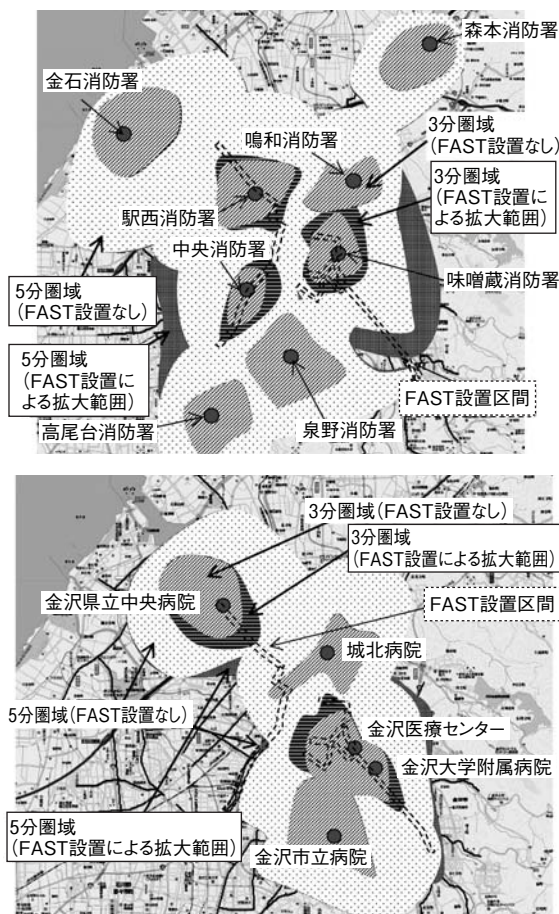 森本消防署
金石消防署
鳴和消防署
3分圏域
(FAST設置なし)
3分圏域
(FAST設置に
よる拡大範囲)
駅西消防署
中央消防署
味噌蔵消防署
5分圏域
(FAST設置なし)
5分圏域
(FAST設置に
よる拡大範囲)
FAST設置区間
高尾台消防署
泉野消防署
3分圏域(FAST設置なし)
3分圏域
(FAST設置による拡大範囲)
金沢県立中央病院
FAST設置区間
城北病院
5分圏域(FAST設置なし)
金沢医療センター
金沢大学附属病院
5分圏域
(FAST設置による拡大範囲)
金沢市立病院